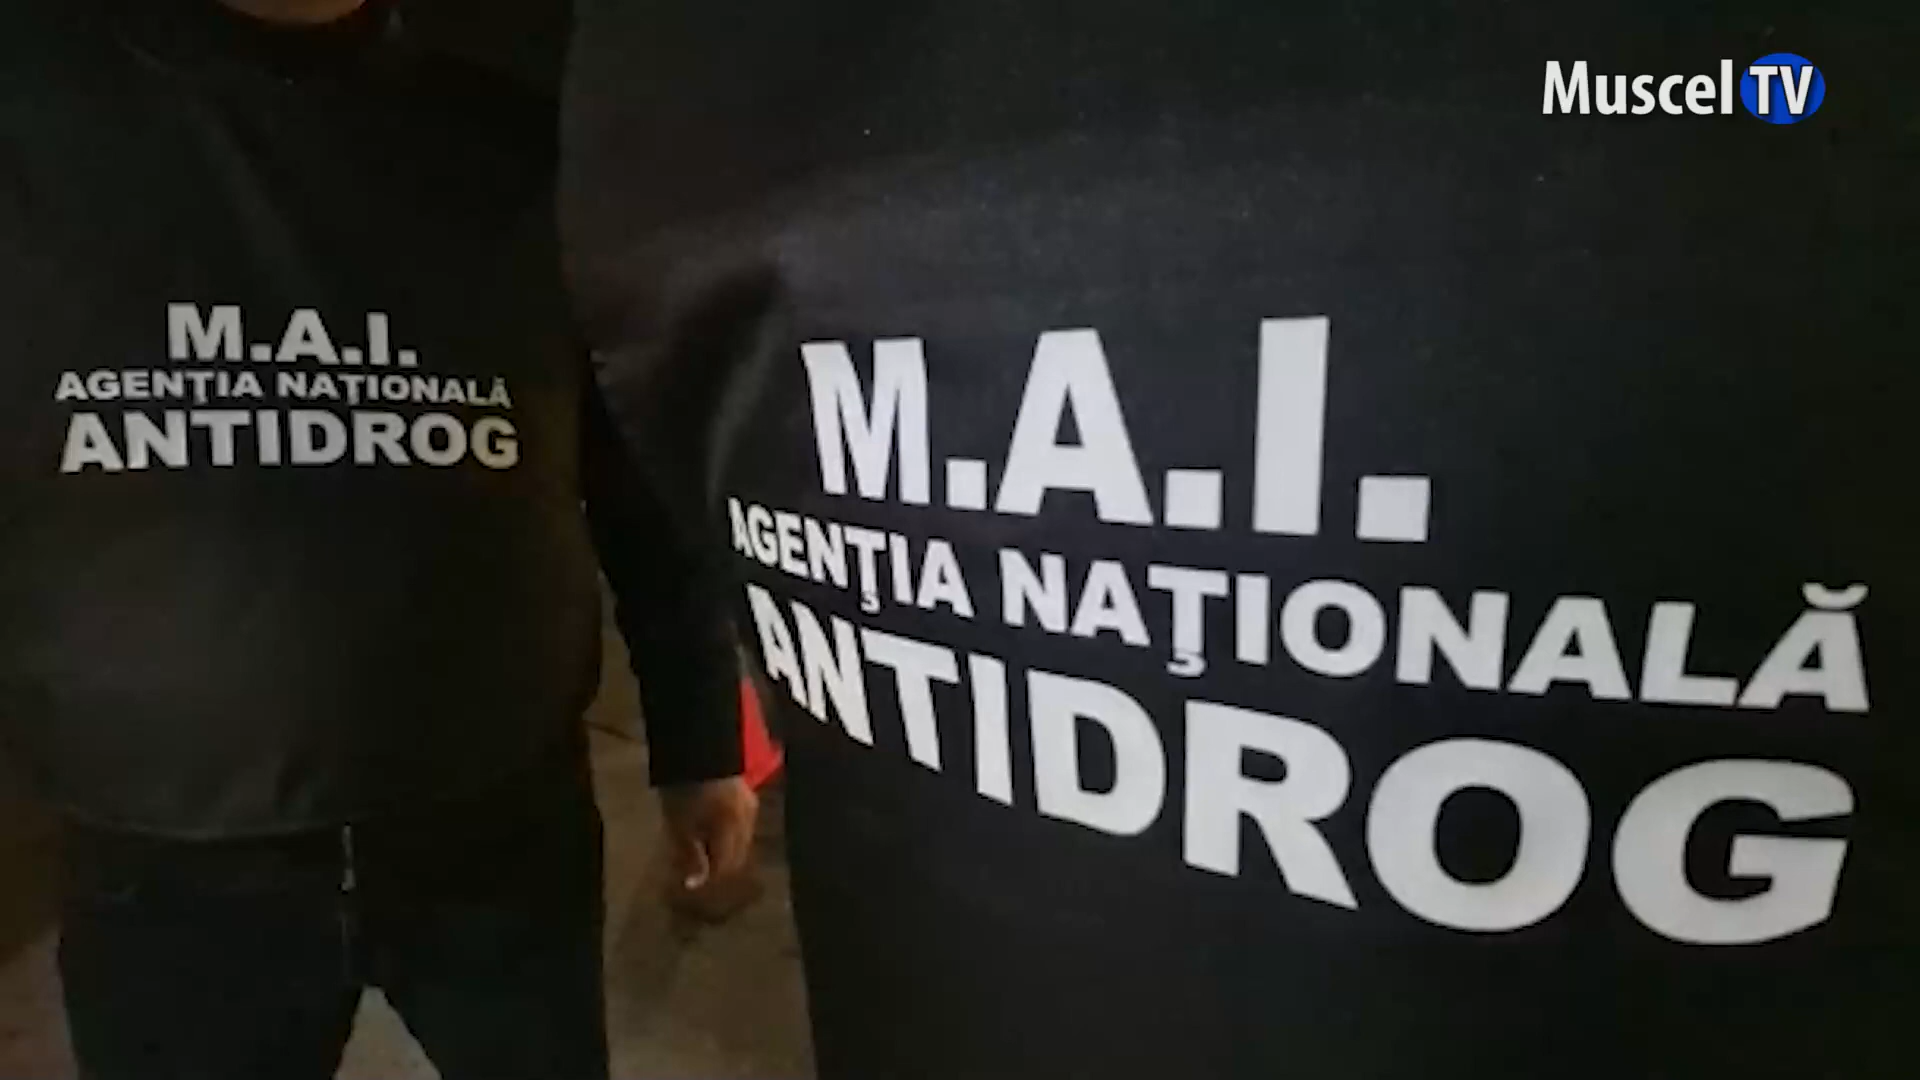 Muscel TV
M.A.I.
AGENŢIA NAŢIONALĂ
ANTIDROG
M.A.I.
AGENŢIA NAŢIONALĂ
ANTIDROG